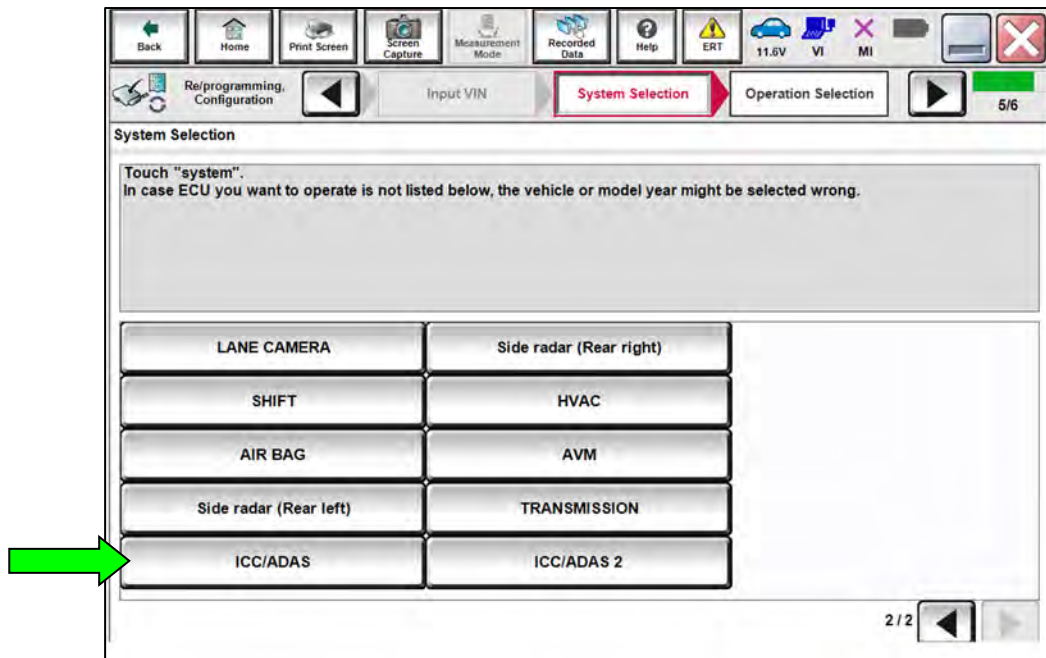 Back
Home
Print Screen
Screen
Capture
Measurement
Mode
Recorded
Data
Help
ERT
11.6V
VI
MI
Re/programming,
Configuration
Input VIN
System Selection
Operation Selection
5/6
System Selection
Touch "system".
In case ECU you want to operate is not listed below, the vehicle or model year might be selected wrong.
LANE CAMERA
Side radar (Rear right)
SHIFT
HVAC
AIR BAG
AVM
Side radar (Rear left)
TRANSMISSION
ICC/ADAS
ICC/ADAS 2
2/2